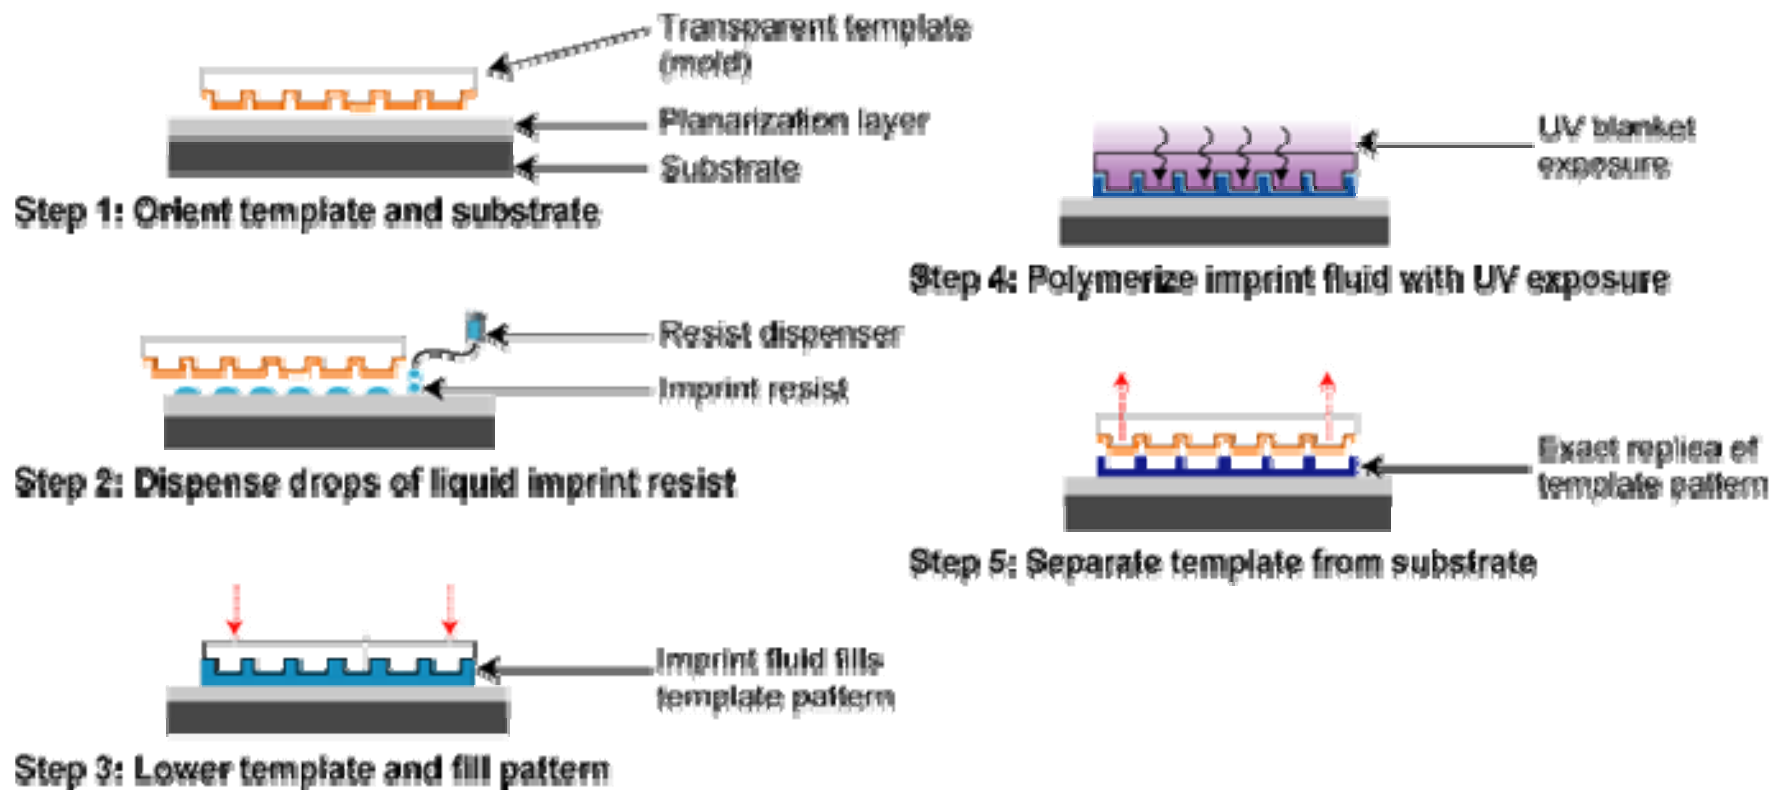 Transparent template
(mold)
Planarization layer
Substrate
Step 1: Orient template and substrate
Resist dispenser
Imprint resist
Step 2: Dispense drops of liquid imprint resist
Imprint fluid fills
template pattern
Step 3: Lower template and fill pattern
UV blanket
exposure
Step 4: Polymerize imprint fluid with UV exposure
Exact replica of
template pattern
Step 5: Separate template from substrate